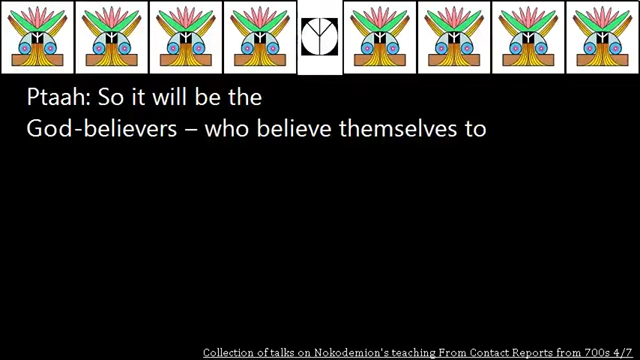 Ptaah: So it will be the
God-believers – who believe themselves to
Collection of talks on Nokodemion's teaching From Contact Reports from 700s 4/7